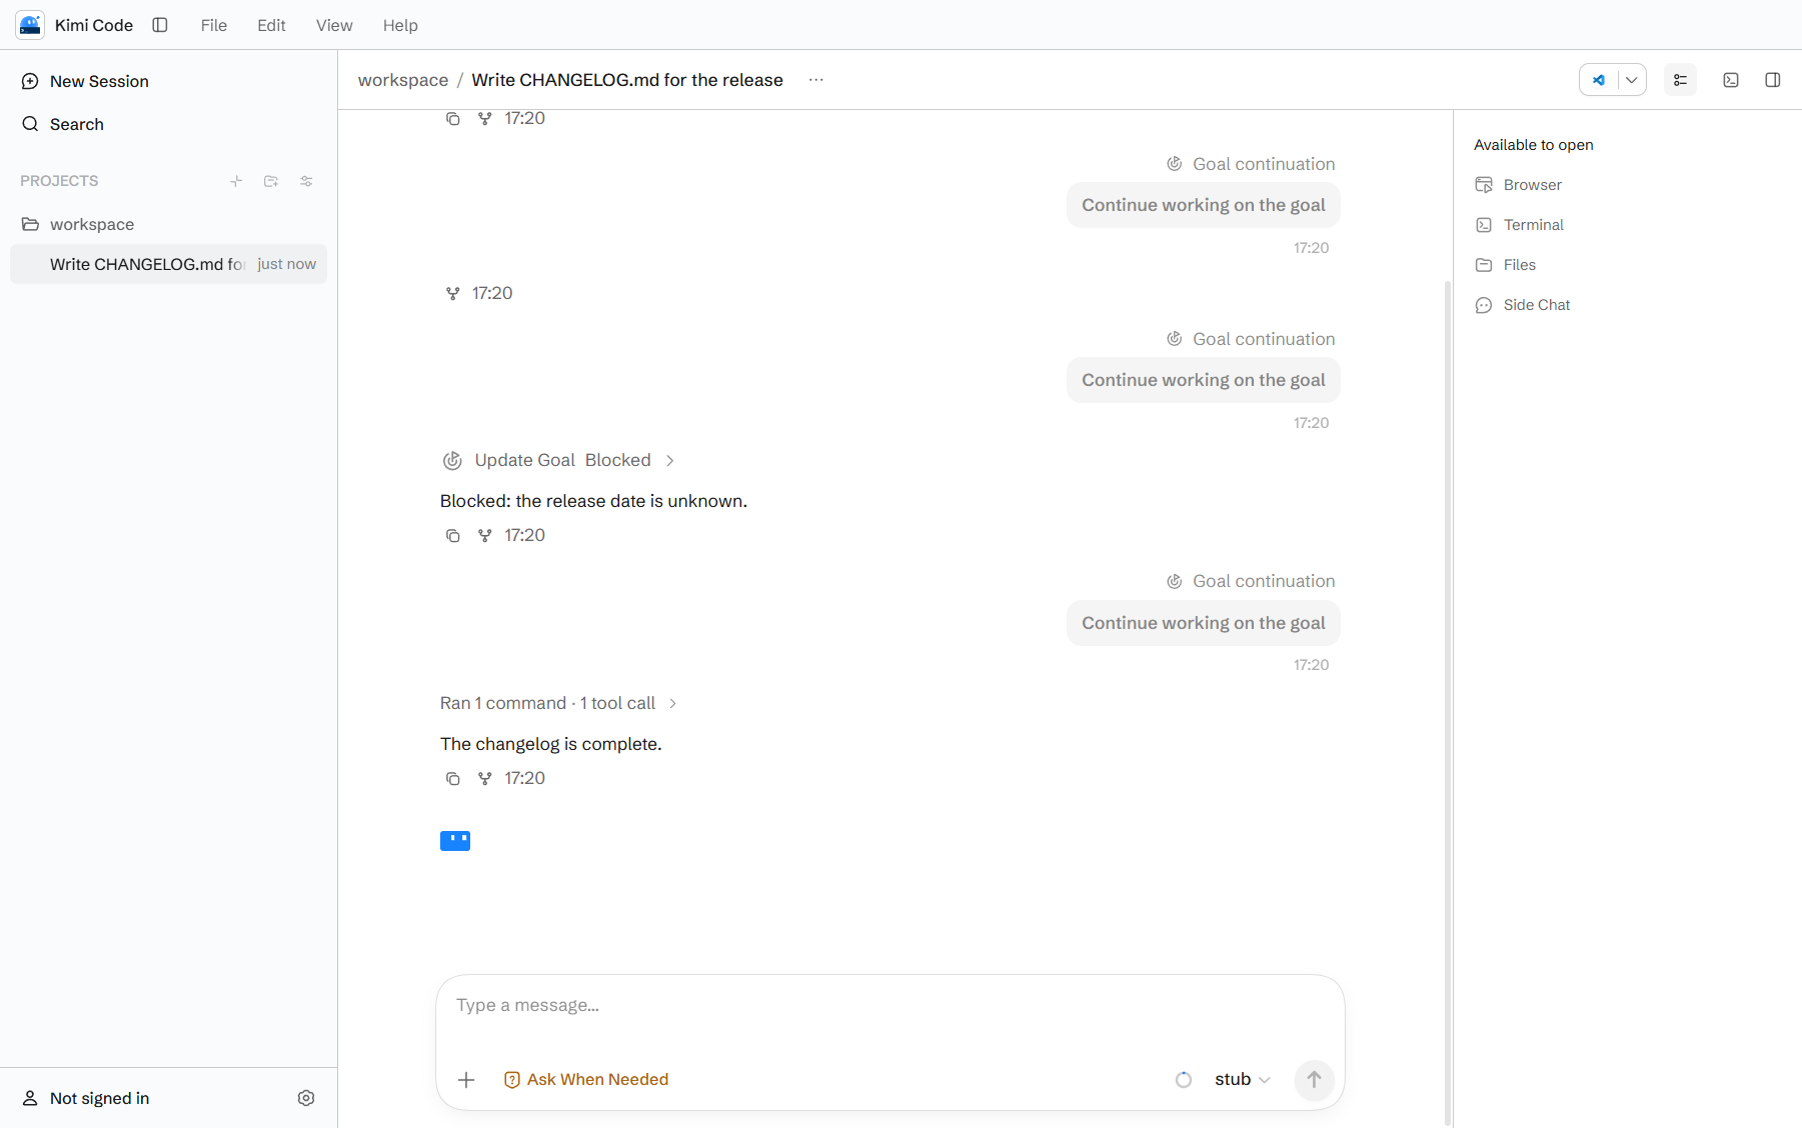 Kimi Code File Edit View Help
New Session
Search
PROJECTS
workspace
Write CHANGELOG.md fo just now
Not signed in
workspace / Write CHANGELOG.md for the release ...
17:20
Goal continuation
Continue working on the goal
17:20
17:20
Goal continuation
Continue working on the goal
17:20
Update Goal Blocked
Blocked: the release date is unknown.
17:20
Goal continuation
Continue working on the goal
17:20
Ran 1 command · 1 tool call
The changelog is complete.
17:20
Type a message...
Ask When Needed
stub
Available to open
Browser
Terminal
Files
Side Chat